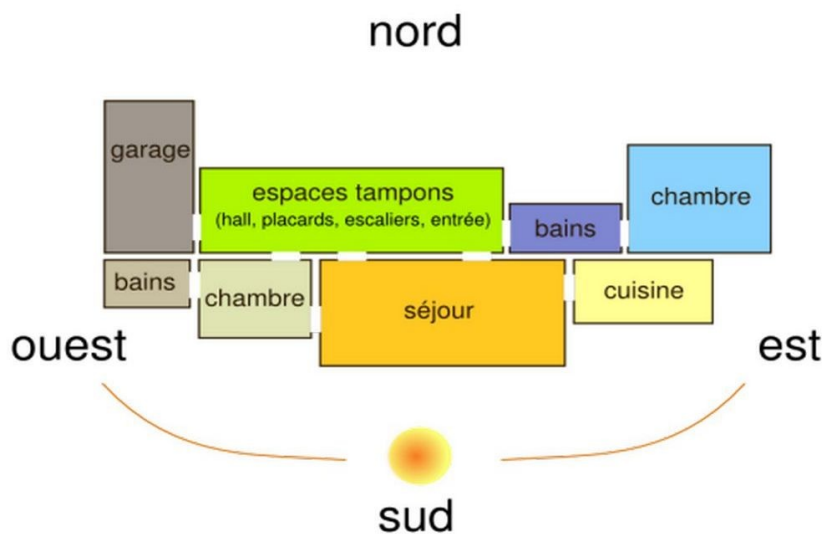 nord
garage
espaces tampons
(hall, placards, escaliers, entrée)
chambre
bains
bains
chambre
séjour
cuisine
ouest
est
sud